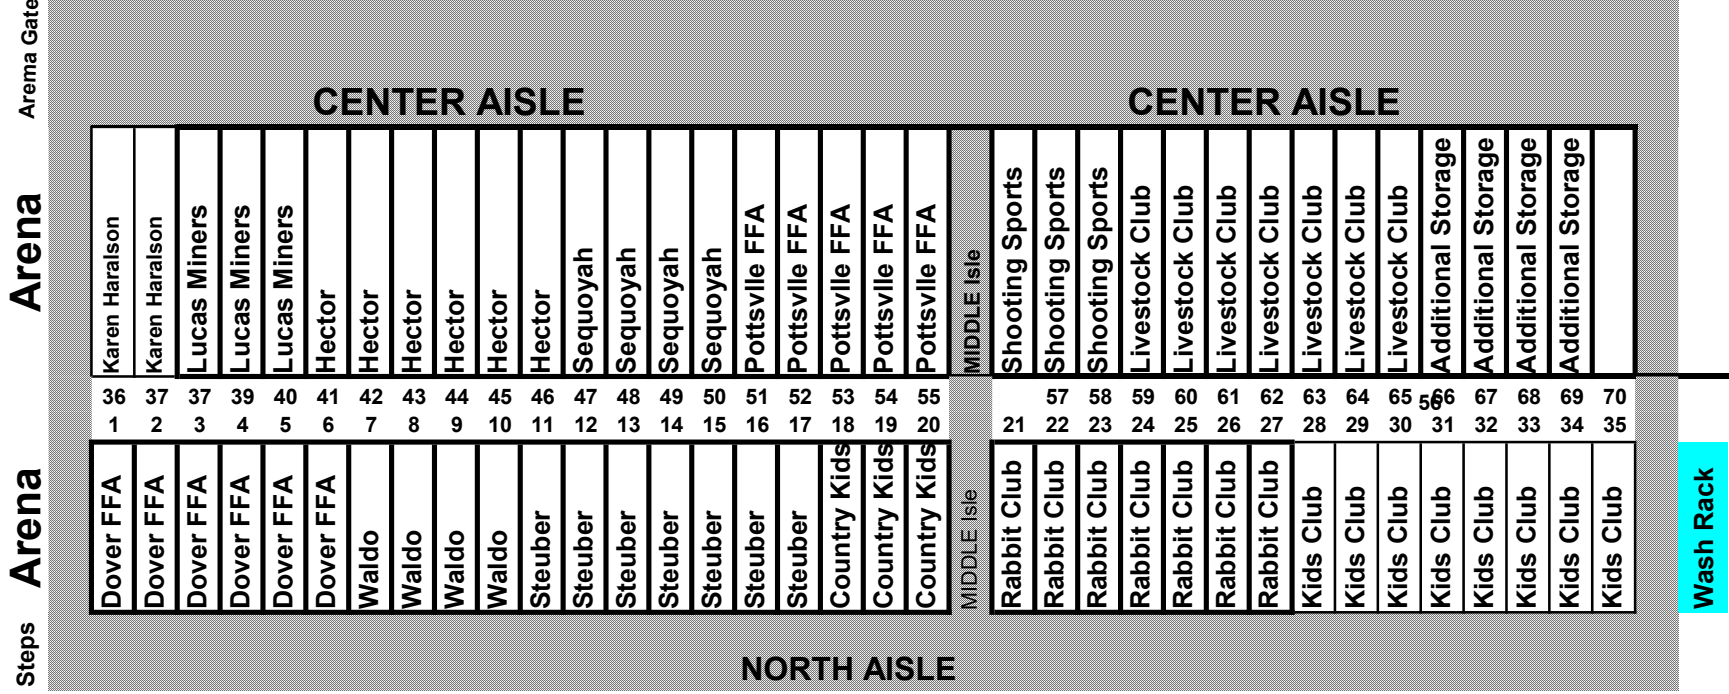 Arema Gate
CENTER AISLE CENTER AISLE
Arena
Karen Haralson
Karen Haralson
Lucas Miners
Lucas Miners
Lucas Miners
Hector
Hector
Hector
Hector
Hector
Hector
Sequoyah
Sequoyah
Sequoyah
Sequoyah
Pottsvlle FFA
Pottsvlle FFA
Pottsvlle FFA
Pottsvlle FFA
Pottsvlle FFA
MIDDLE Isle
Shooting Sports
Shooting Sports
Shooting Sports
Livestock Club
Livestock Club
Livestock Club
Livestock Club
Livestock Club
Livestock Club
Livestock Club
Additional Storage
Additional Storage
Additional Storage
Additional Storage
36 37 37 39 40 41 42 43 44 45 46 47 48 49 50 51 52 53 54 55 57 58 59 60 61 62 63 64 65 56 66 67 68 69 70
1 2 3 4 5 6 7 8 9 10 11 12 13 14 15 16 17 18 19 20 21 22 23 24 25 26 27 28 29 30 31 32 33 34 35
Arena
Dover FFA
Dover FFA
Dover FFA
Dover FFA
Dover FFA
Dover FFA
Waldo
Waldo
Waldo
Waldo
Steuber
Steuber
Steuber
Steuber
Steuber
Steuber
Steuber
Country Kids
Country Kids
Country Kids
MIDDLE Isle
Rabbit Club
Rabbit Club
Rabbit Club
Rabbit Club
Rabbit Club
Rabbit Club
Rabbit Club
Kids Club
Kids Club
Kids Club
Kids Club
Kids Club
Kids Club
Kids Club
Kids Club
Wash Rack
Steps
NORTH AISLE